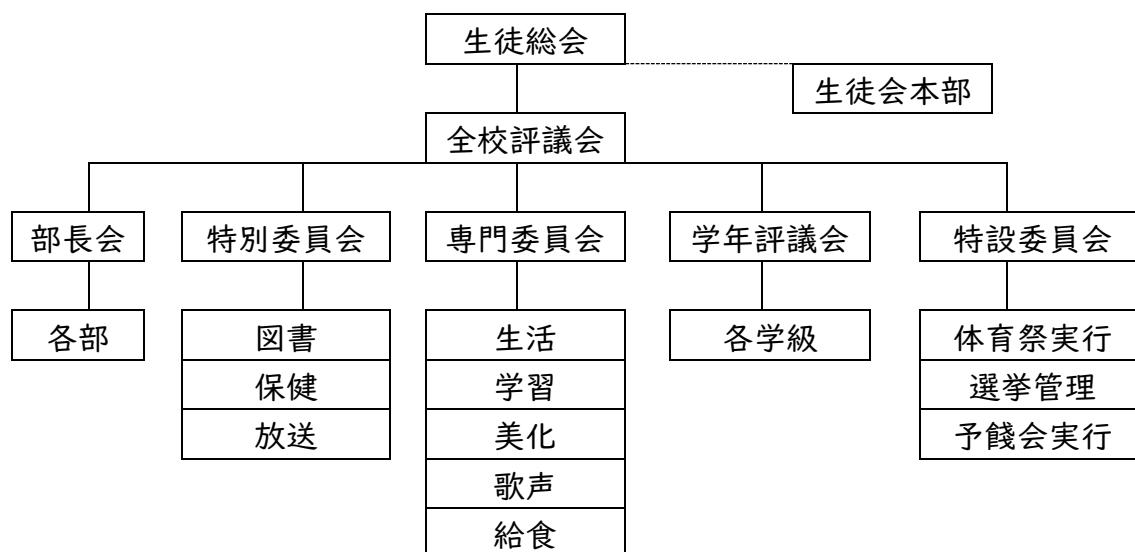 生徒総会
生徒会本部
全校評議会
部長会
特別委員会
専門委員会
学年評議会
特設委員会
各部
図書
保健
放送
生活
学習
美化
歌声
給食
各学級
体育祭実行
選挙管理
予餞会実行